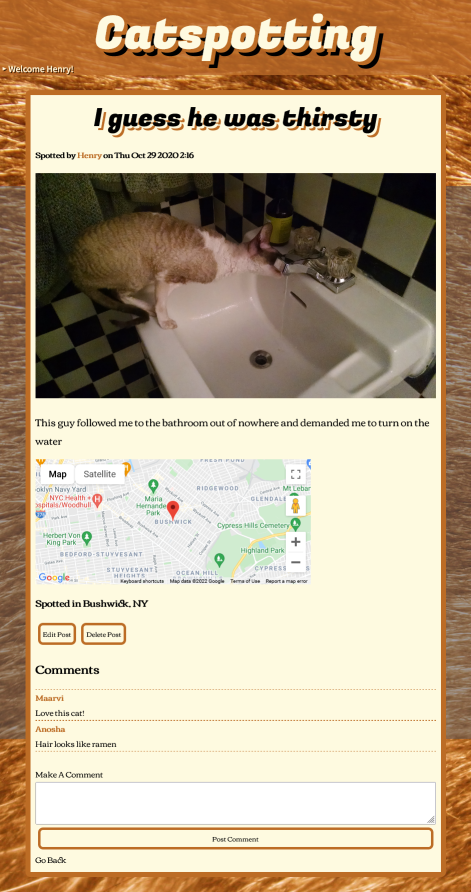 Catspotting
▸ Welcome Henry!
I guess he was thirsty
Spotted by Henry on Thu Oct 29 2020 2:16
This guy followed me to the bathroom out of nowhere and demanded me to turn on the
water
FRESH POND
Map Satellite
oklyn Navy Yard
Mt Lebar
RIDGEWOOD
GLENDALE
NYC Health +
ospitals/Woodhull
Maria
Hernandez
Park
BUSHWICK
Cypress Hills Cemetery
Herbert Von
King Park
Highland Park
BEDFORD-STUYVESANT
STUYVESANT
HEIGHTS
OCEAN HILL
CYPRESS
Google
Keyboard shortcuts Map data ©2022 Google Terms of Use Report a map error
Spotted in Bushwick, NY
Edit Post Delete Post
Comments
Maarvi
Love this cat!
Anosha
Hair looks like ramen
Make A Comment
Post Comment
Go Back